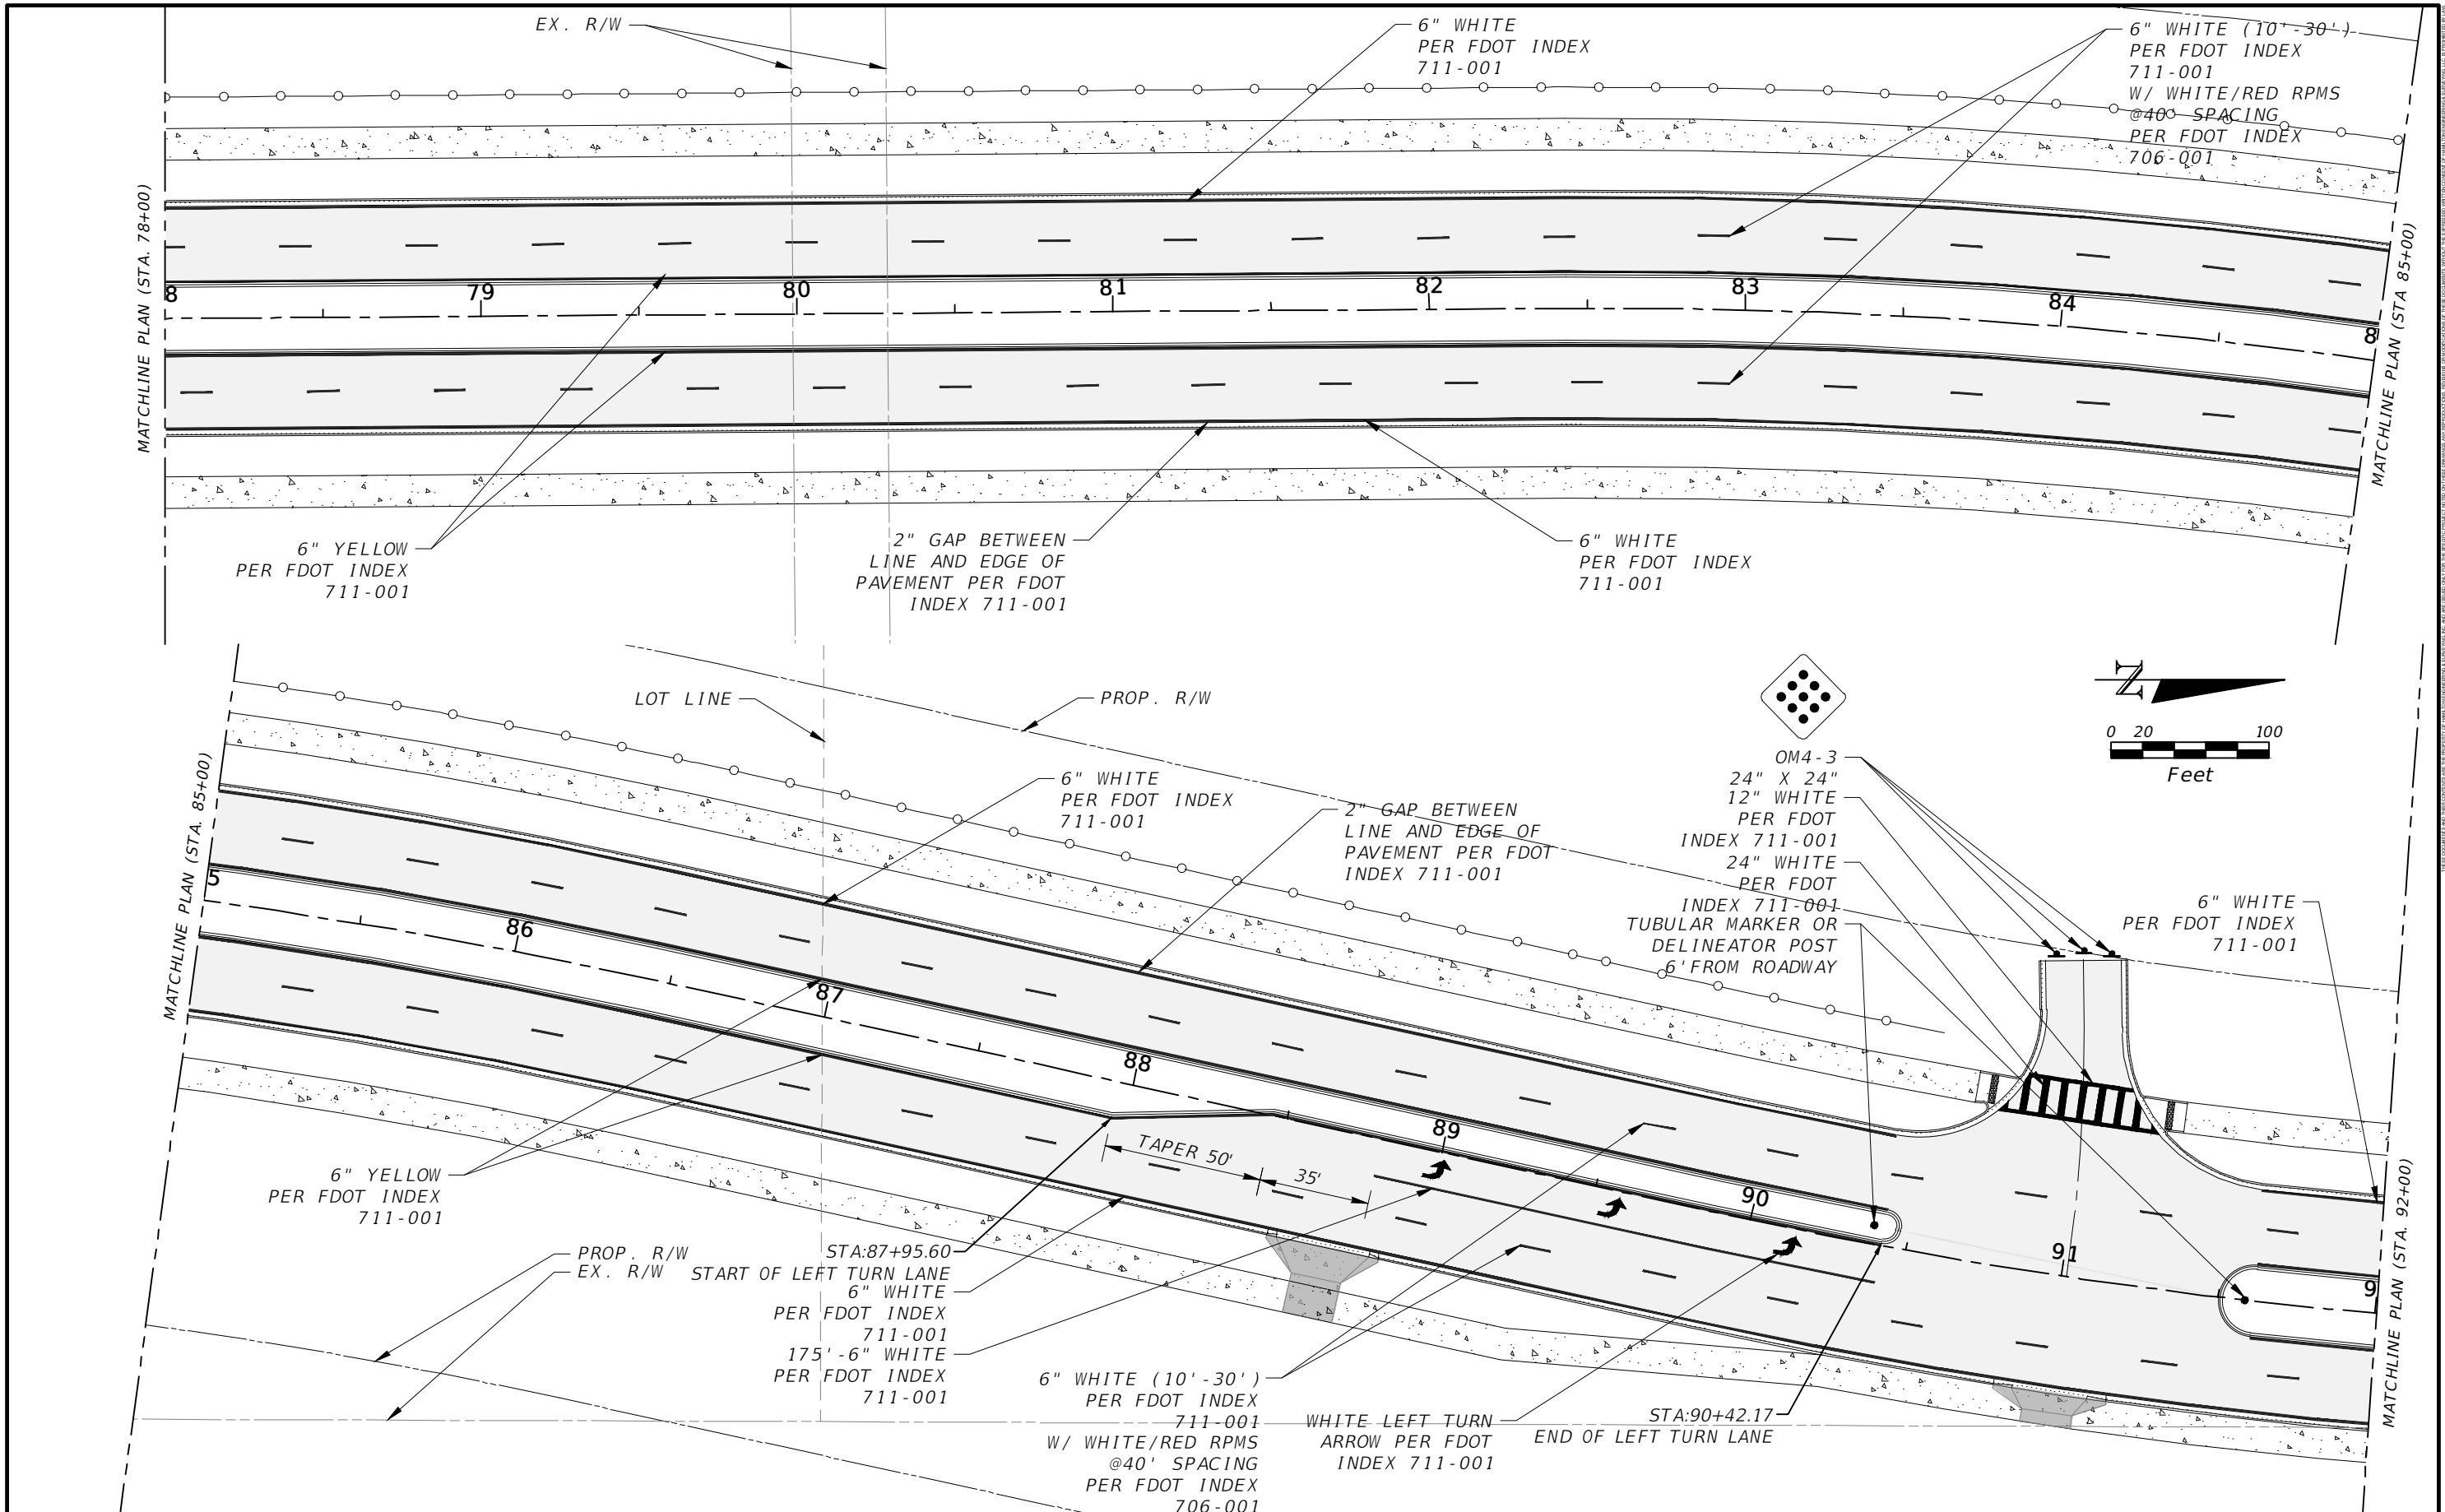 EX. R/W
6" WHITE
PER FDOT INDEX
711-001
6" WHITE (10'-30')
PER FDOT INDEX
711-001
W/ WHITE/RED RPMS
@40' SPACING
PER FDOT INDEX
706-001
MATCHLINE PLAN (STA. 78+00)
8
79
80
81
82
83
84
8
MATCHLINE PLAN (STA 85+00)
6" YELLOW
PER FDOT INDEX
711-001
2" GAP BETWEEN
LINE AND EDGE OF
PAVEMENT PER FDOT
INDEX 711-001
6" WHITE
PER FDOT INDEX
711-001
LOT LINE
PROP. R/W
N
0 20 100
Feet
OM4-3
24" X 24"
12" WHITE
PER FDOT
INDEX 711-001
24" WHITE
PER FDOT
INDEX 711-001
TUBULAR MARKER OR
DELINEATOR POST
6' FROM ROADWAY
6" WHITE
PER FDOT INDEX
711-001
2" GAP BETWEEN
LINE AND EDGE OF
PAVEMENT PER FDOT
INDEX 711-001
6" WHITE
PER FDOT INDEX
711-001
MATCHLINE PLAN (STA. 85+00)
5
86
87
88
89
90
91
9
TAPER 50'
35'
MATCHLINE PLAN (STA. 92+00)
6" YELLOW
PER FDOT INDEX
711-001
PROP. R/W
EX. R/W
STA:87+95.60
START OF LEFT TURN LANE
6" WHITE
PER FDOT INDEX
711-001
175'-6" WHITE
PER FDOT INDEX
711-001
6" WHITE (10'-30')
PER FDOT INDEX
711-001
W/ WHITE/RED RPMS
@40' SPACING
PER FDOT INDEX
706-001
WHITE LEFT TURN
ARROW PER FDOT
INDEX 711-001
STA:90+42.17
END OF LEFT TURN LANE